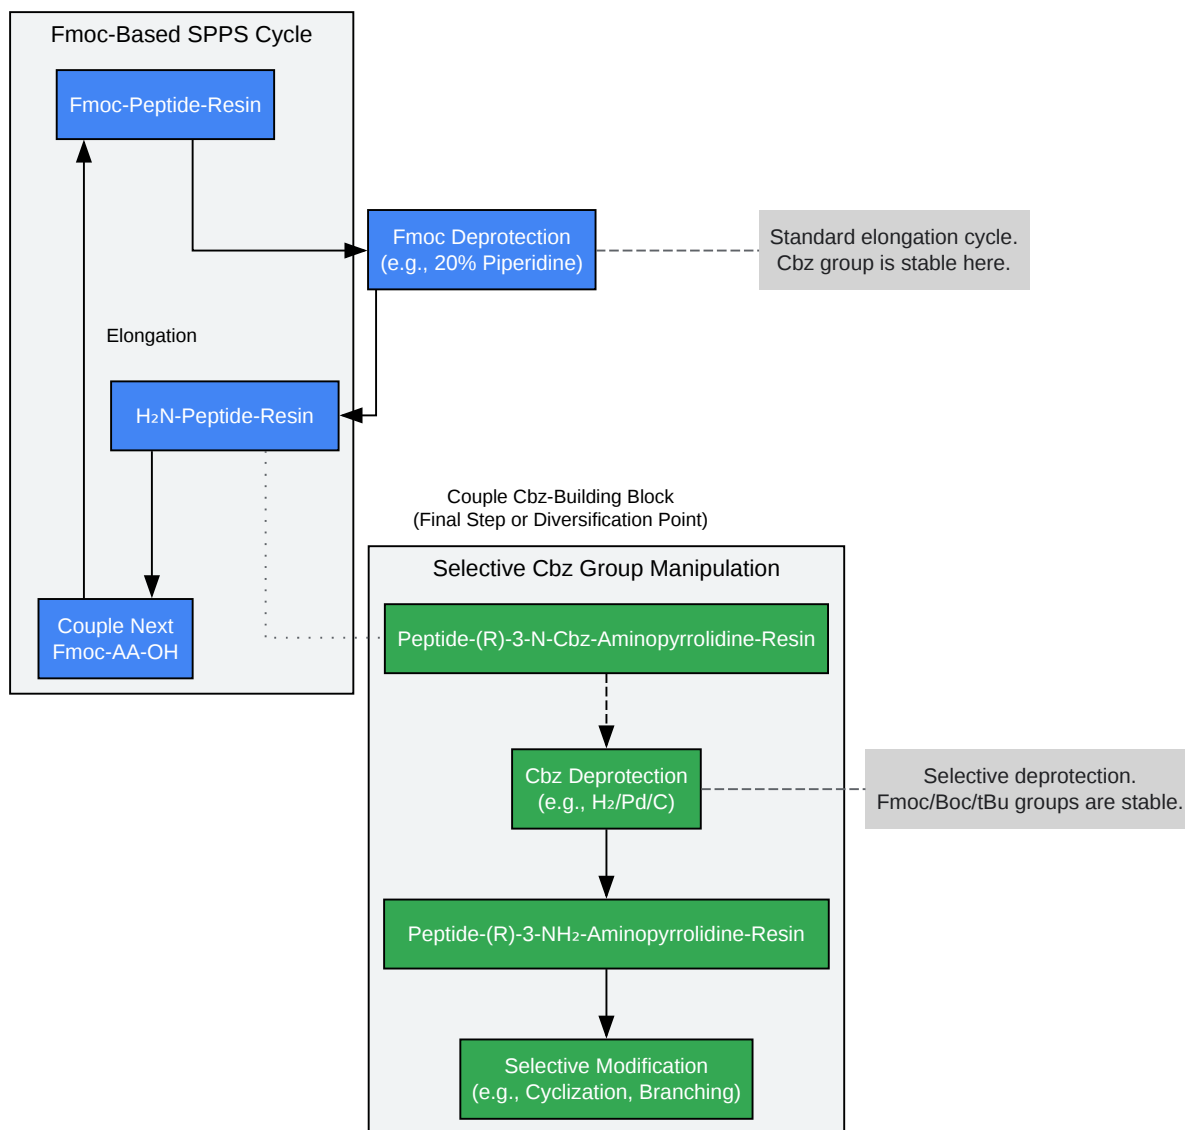 Fmoc-Based SPPS Cycle
Fmoc-Peptide-Resin
Fmoc Deprotection
(e.g., 20% Piperidine)
Standard elongation cycle.
Cbz group is stable here.
Elongation
H₂N-Peptide-Resin
Couple Next
Fmoc-AA-OH
Couple Cbz-Building Block
(Final Step or Diversification Point)
Selective Cbz Group Manipulation
Peptide-(R)-3-N-Cbz-Aminopyrrolidine-Resin
Cbz Deprotection
(e.g., H₂/Pd/C)
Selective deprotection.
Fmoc/Boc/tBu groups are stable.
Peptide-(R)-3-NH₂-Aminopyrrolidine-Resin
Selective Modification
(e.g., Cyclization, Branching)